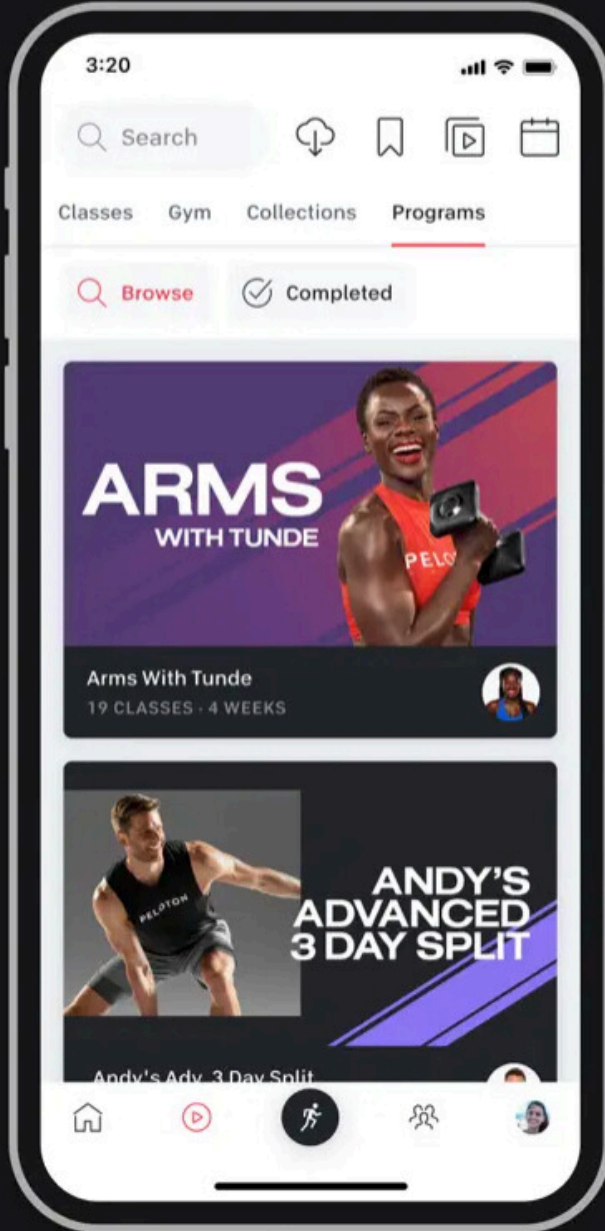 3:20
Search
Classes Gym Collections Programs
Browse Completed
ARMS
WITH TUNDE
PELO
Arms With Tunde
19 CLASSES · 4 WEEKS
PELOTON
ANDY'S
ADVANCED
3 DAY SPLIT
Andy's Adv. 3 Day Split